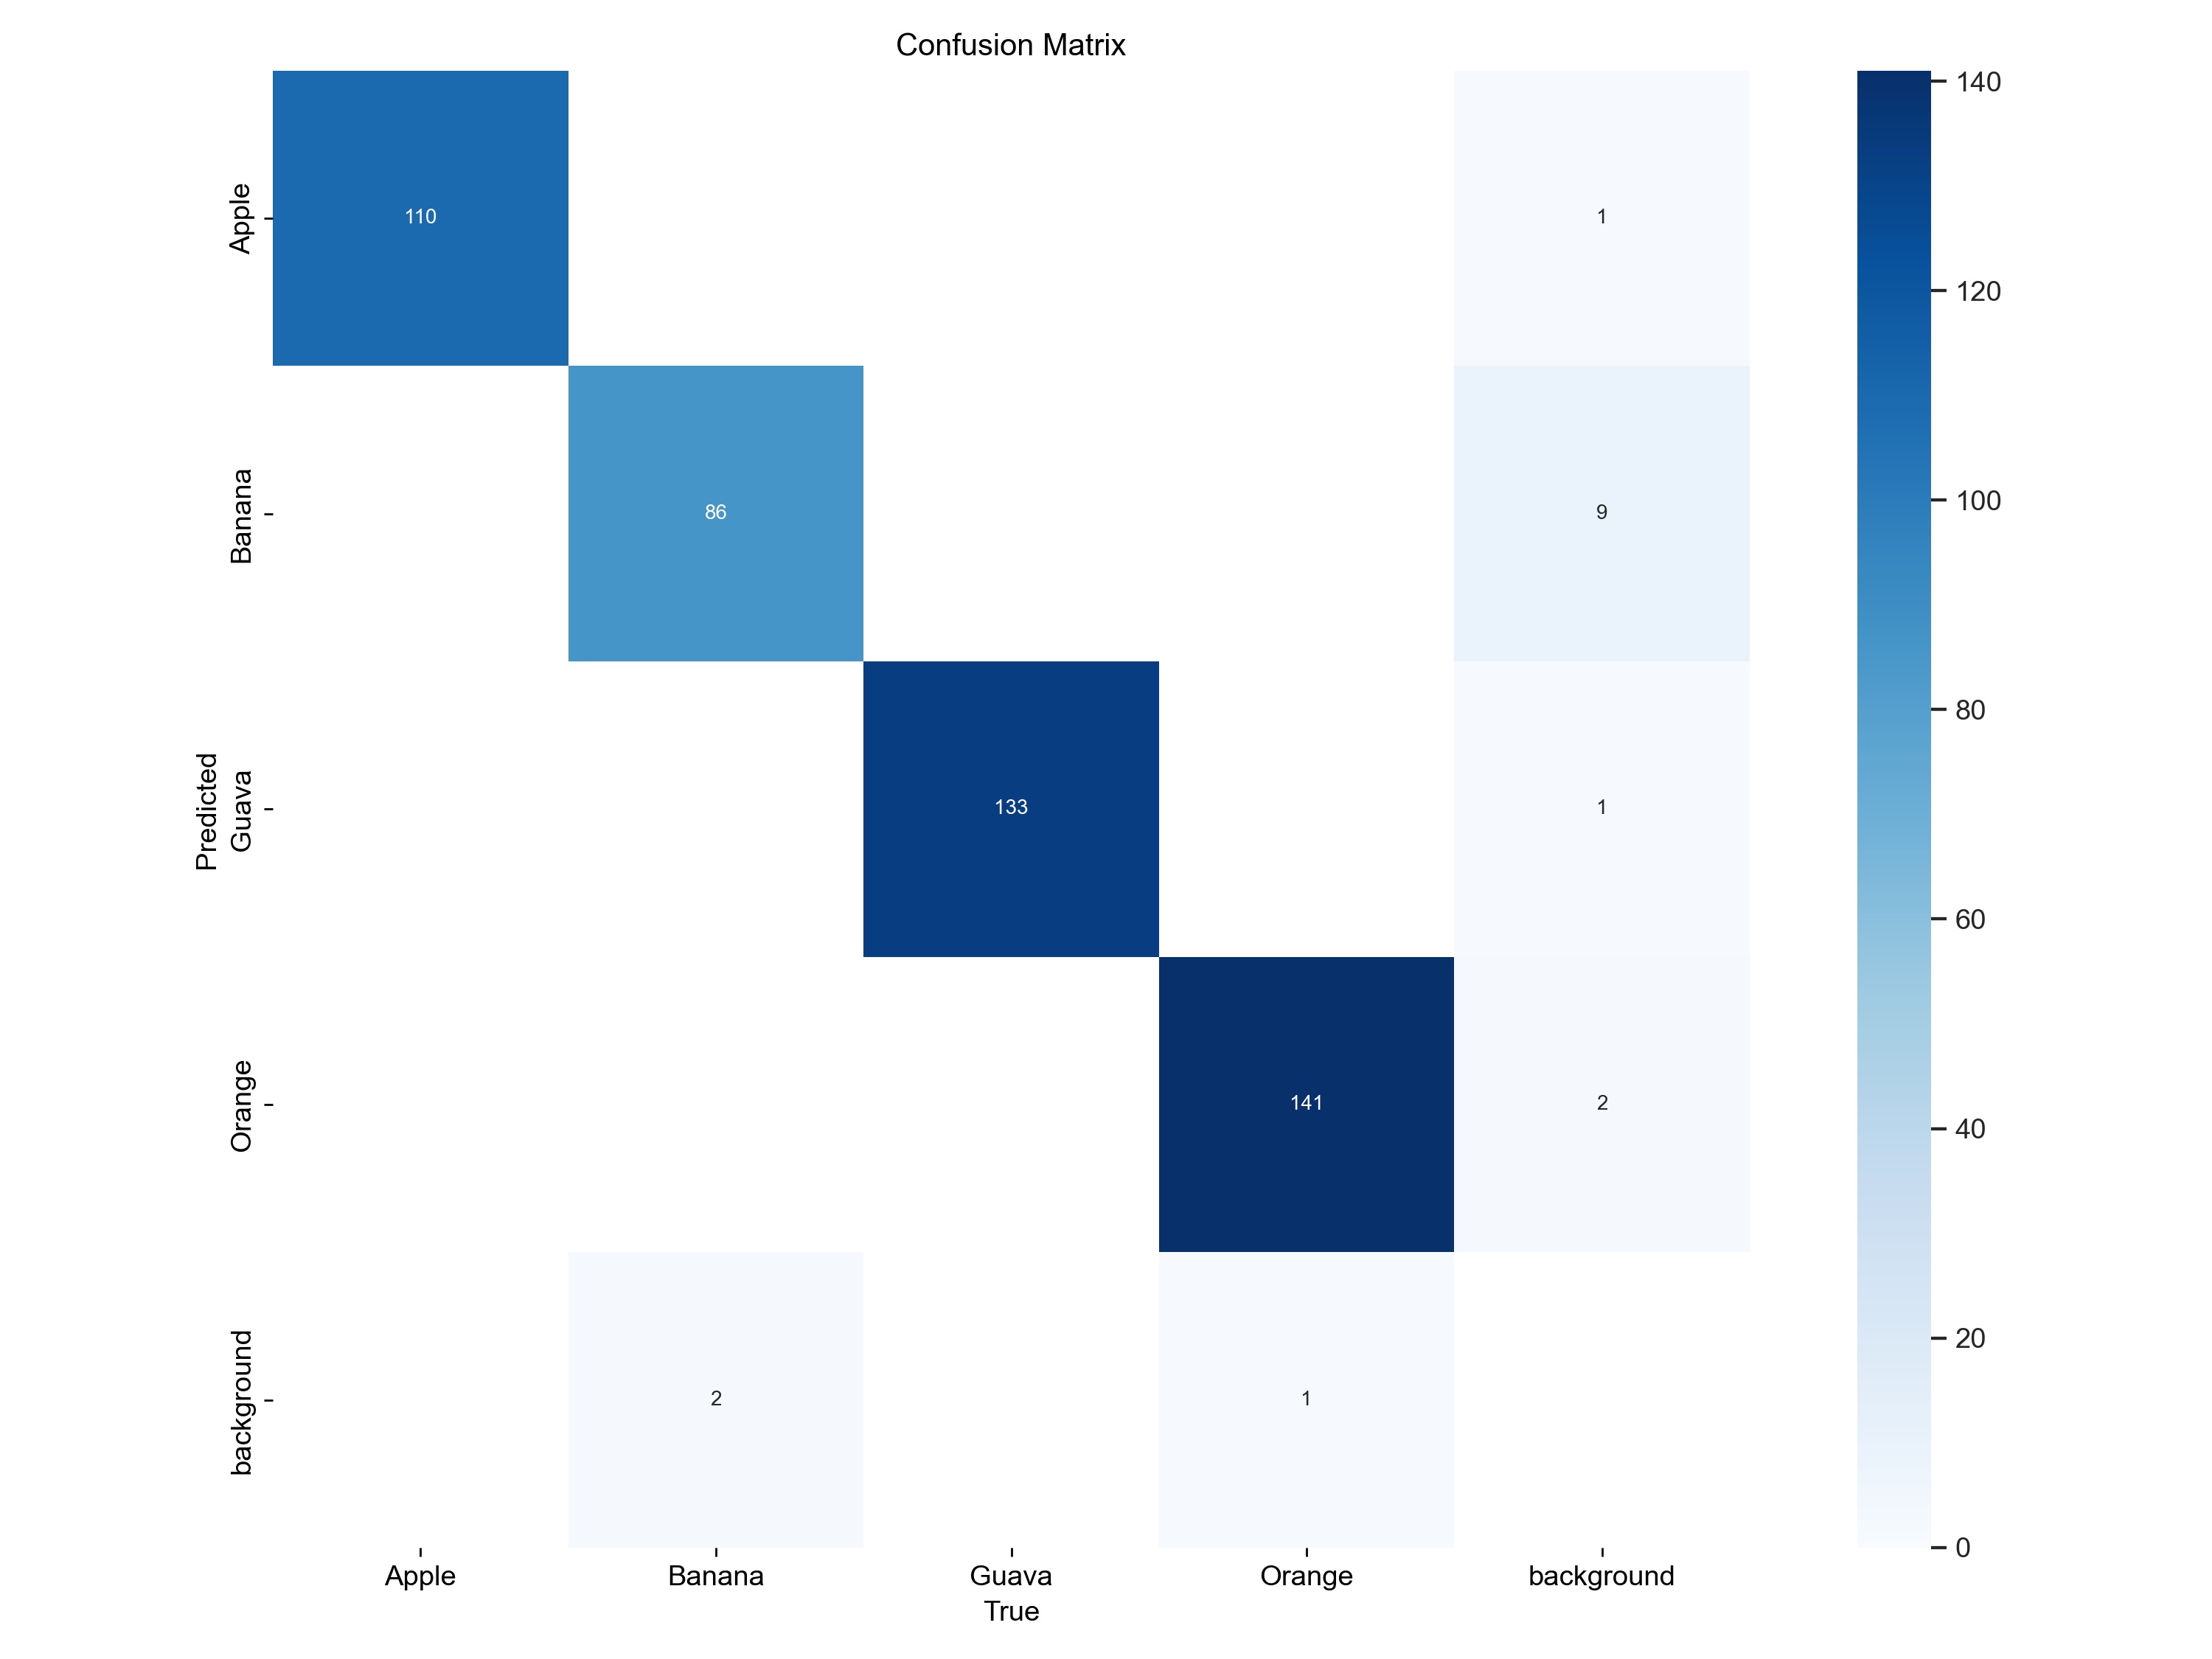 Confusion Matrix
Apple
110
1
Banana
86
9
Predicted
Guava
133
1
Orange
141
2
background
2
1
Apple
Banana
Guava
Orange
background
True
140
120
100
80
60
40
20
0